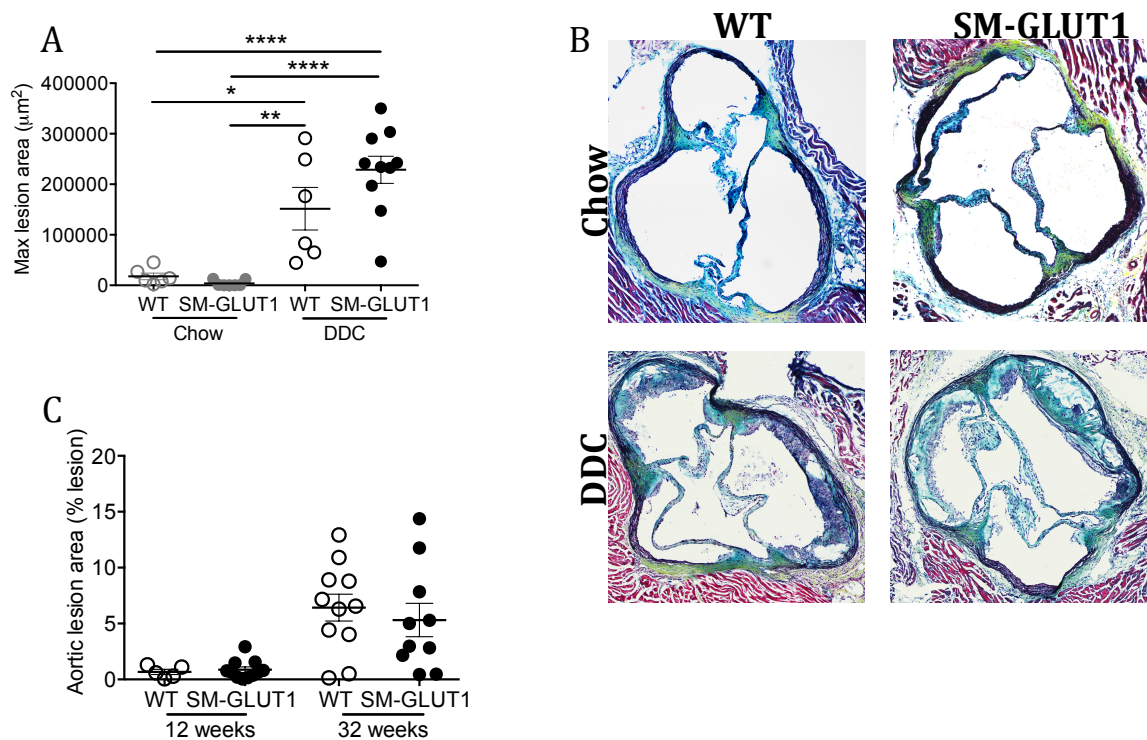 A
****
****
*
**
Max lesion area (μm²)
400000
300000
200000
100000
0
WT SM-GLUT1 WT SM-GLUT1
Chow DDC
B
WT SM-GLUT1
Chow
DDC
C
Aortic lesion area (% lesion)
20
15
10
5
0
WT SM-GLUT1 WT SM-GLUT1
12 weeks 32 weeks